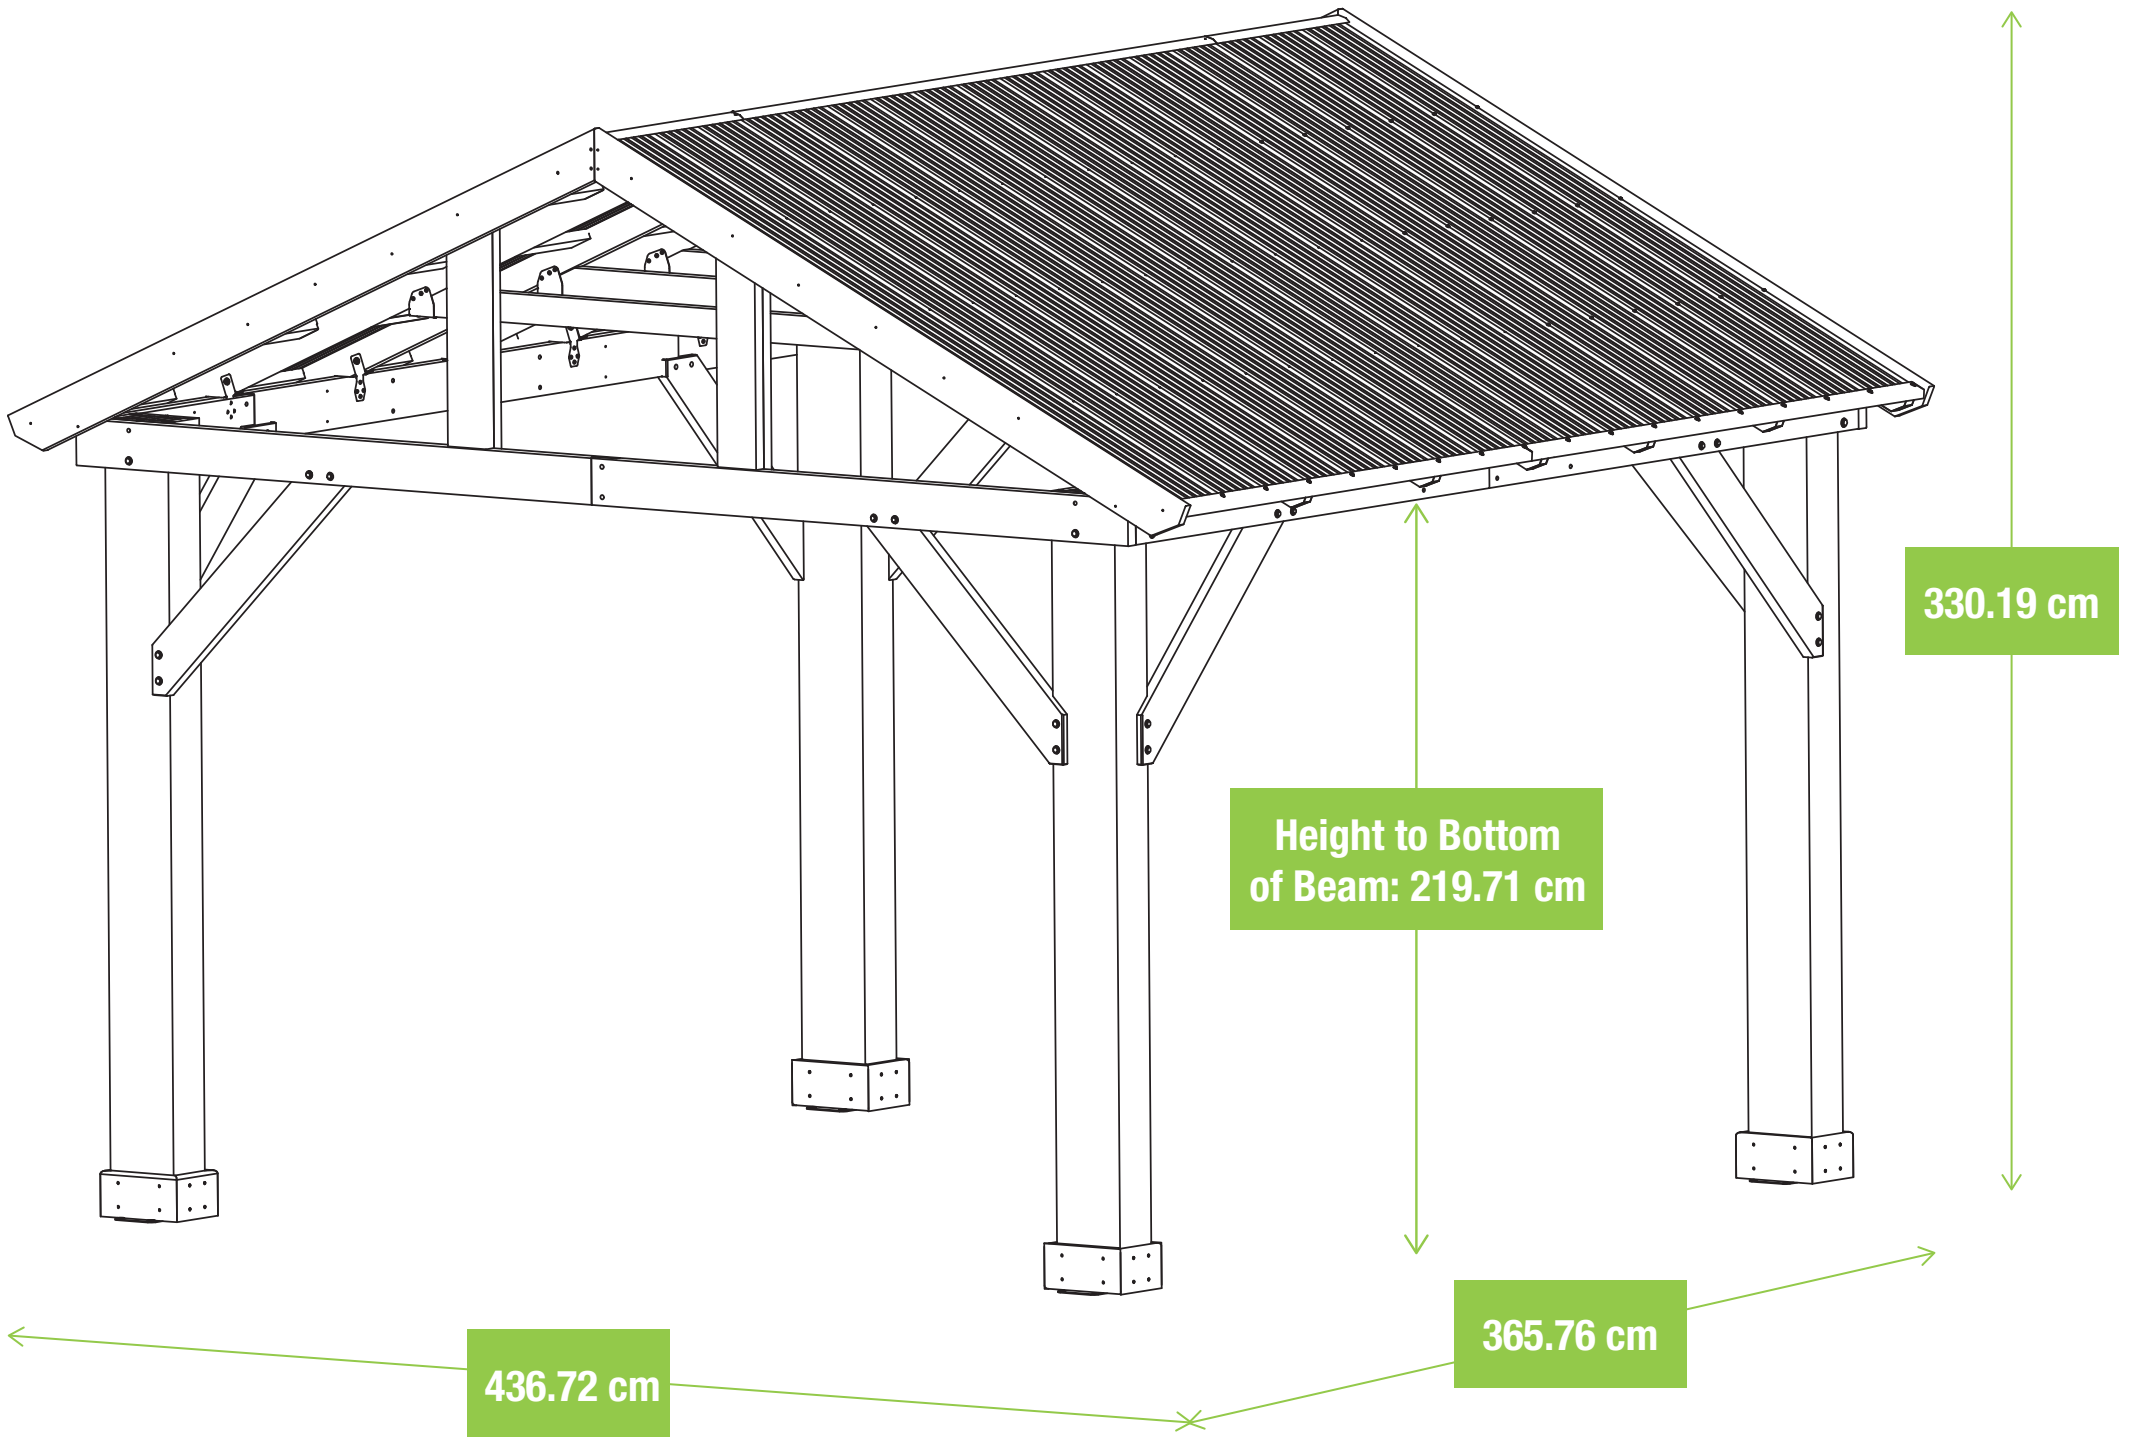 330.19 cm
Height to Bottom
of Beam: 219.71 cm
365.76 cm
436.72 cm